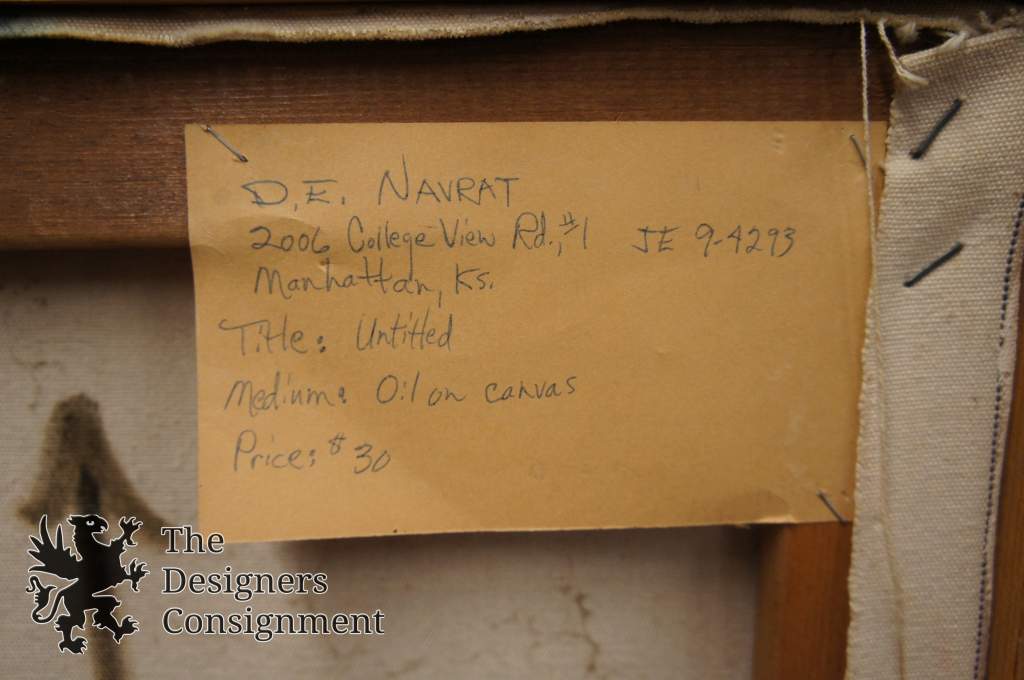 D.E. NAVRAT
2006 College View Rd., #1 JE 9-4293
Manhattan, Ks.
Title: Untitled
Medium: Oil on canvas
Price: $30
The
Designers
Consignment